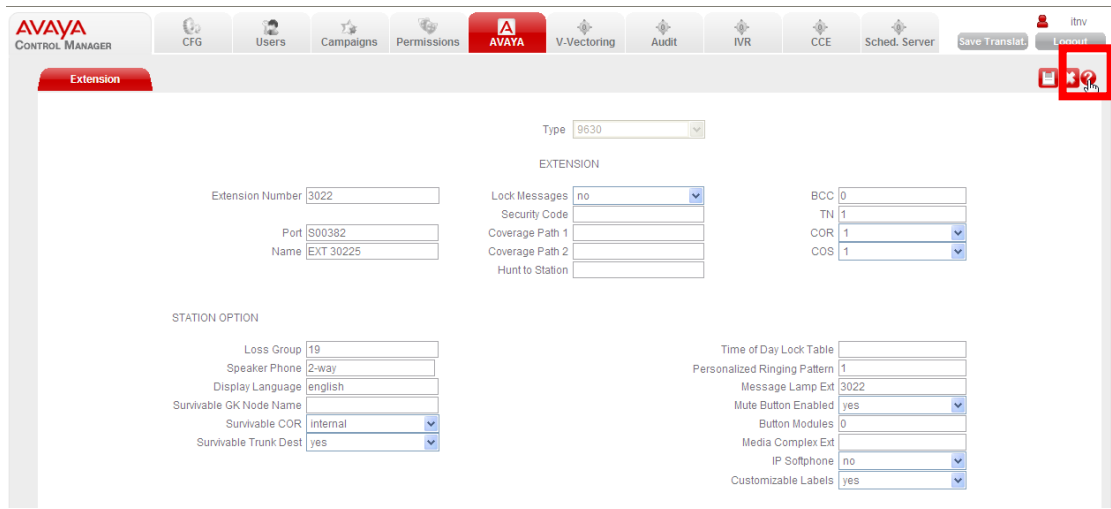 AVAYA
CONTROL MANAGER
CFG
Users
Campaigns
Permissions
A
AVAYA
V-Vectoring
Audit
IVR
CCE
Sched. Server
itnv
Save Translat.
Logout
Extension
?
Type 9630
EXTENSION
Extension Number 3022
Port S00382
Name EXT 30225
Lock Messages no
Security Code
Coverage Path 1
Coverage Path 2
Hunt to Station
BCC 0
TN 1
COR 1
COS 1
STATION OPTION
Loss Group 19
Speaker Phone 2-way
Display Language english
Survivable GK Node Name
Survivable COR internal
Survivable Trunk Dest yes
Time of Day Lock Table
Personalized Ringing Pattern 1
Message Lamp Ext 3022
Mute Button Enabled yes
Button Modules 0
Media Complex Ext
IP Softphone no
Customizable Labels yes